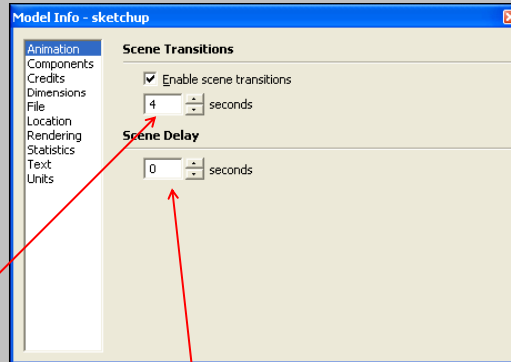 Model Info - sketchup
Animation
Components
Credits
Dimensions
File
Location
Rendering
Statistics
Text
Units
Scene Transitions
Enable scene transitions
4 seconds
Scene Delay
0 seconds